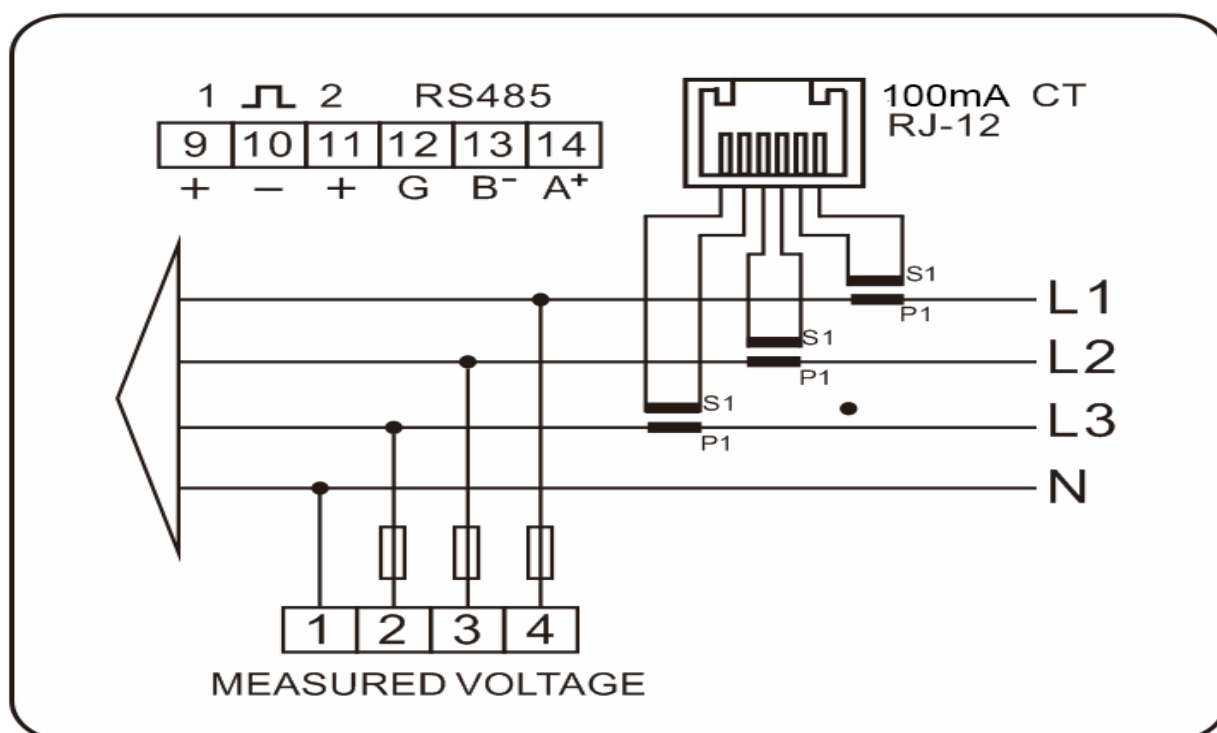 1 2 RS485
9 10 11 12 13 14
+ − + G B⁻ A⁺
100mA CT
RJ-12
S1
L1
P1
S1
L2
P1
S1
L3
P1
N
1 2 3 4
MEASURED VOLTAGE